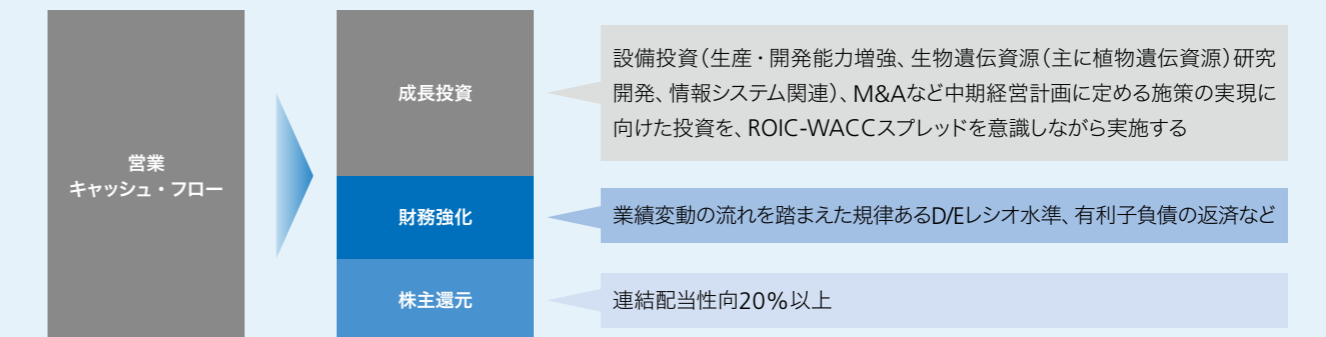 営業
キャッシュ・フロー
成長投資
設備投資（生産・開発能力増強、生物遺伝資源（主に植物遺伝資源）研究
開発、情報システム関連）、M&Aなど中期経営計画に定める施策の実現に
向けた投資を、ROIC-WACCスプレッドを意識しながら実施する
財務強化
業績変動の流れを踏まえた規律あるD/Eレシオ水準、有利子負債の返済など
株主還元
連結配当性向20％以上